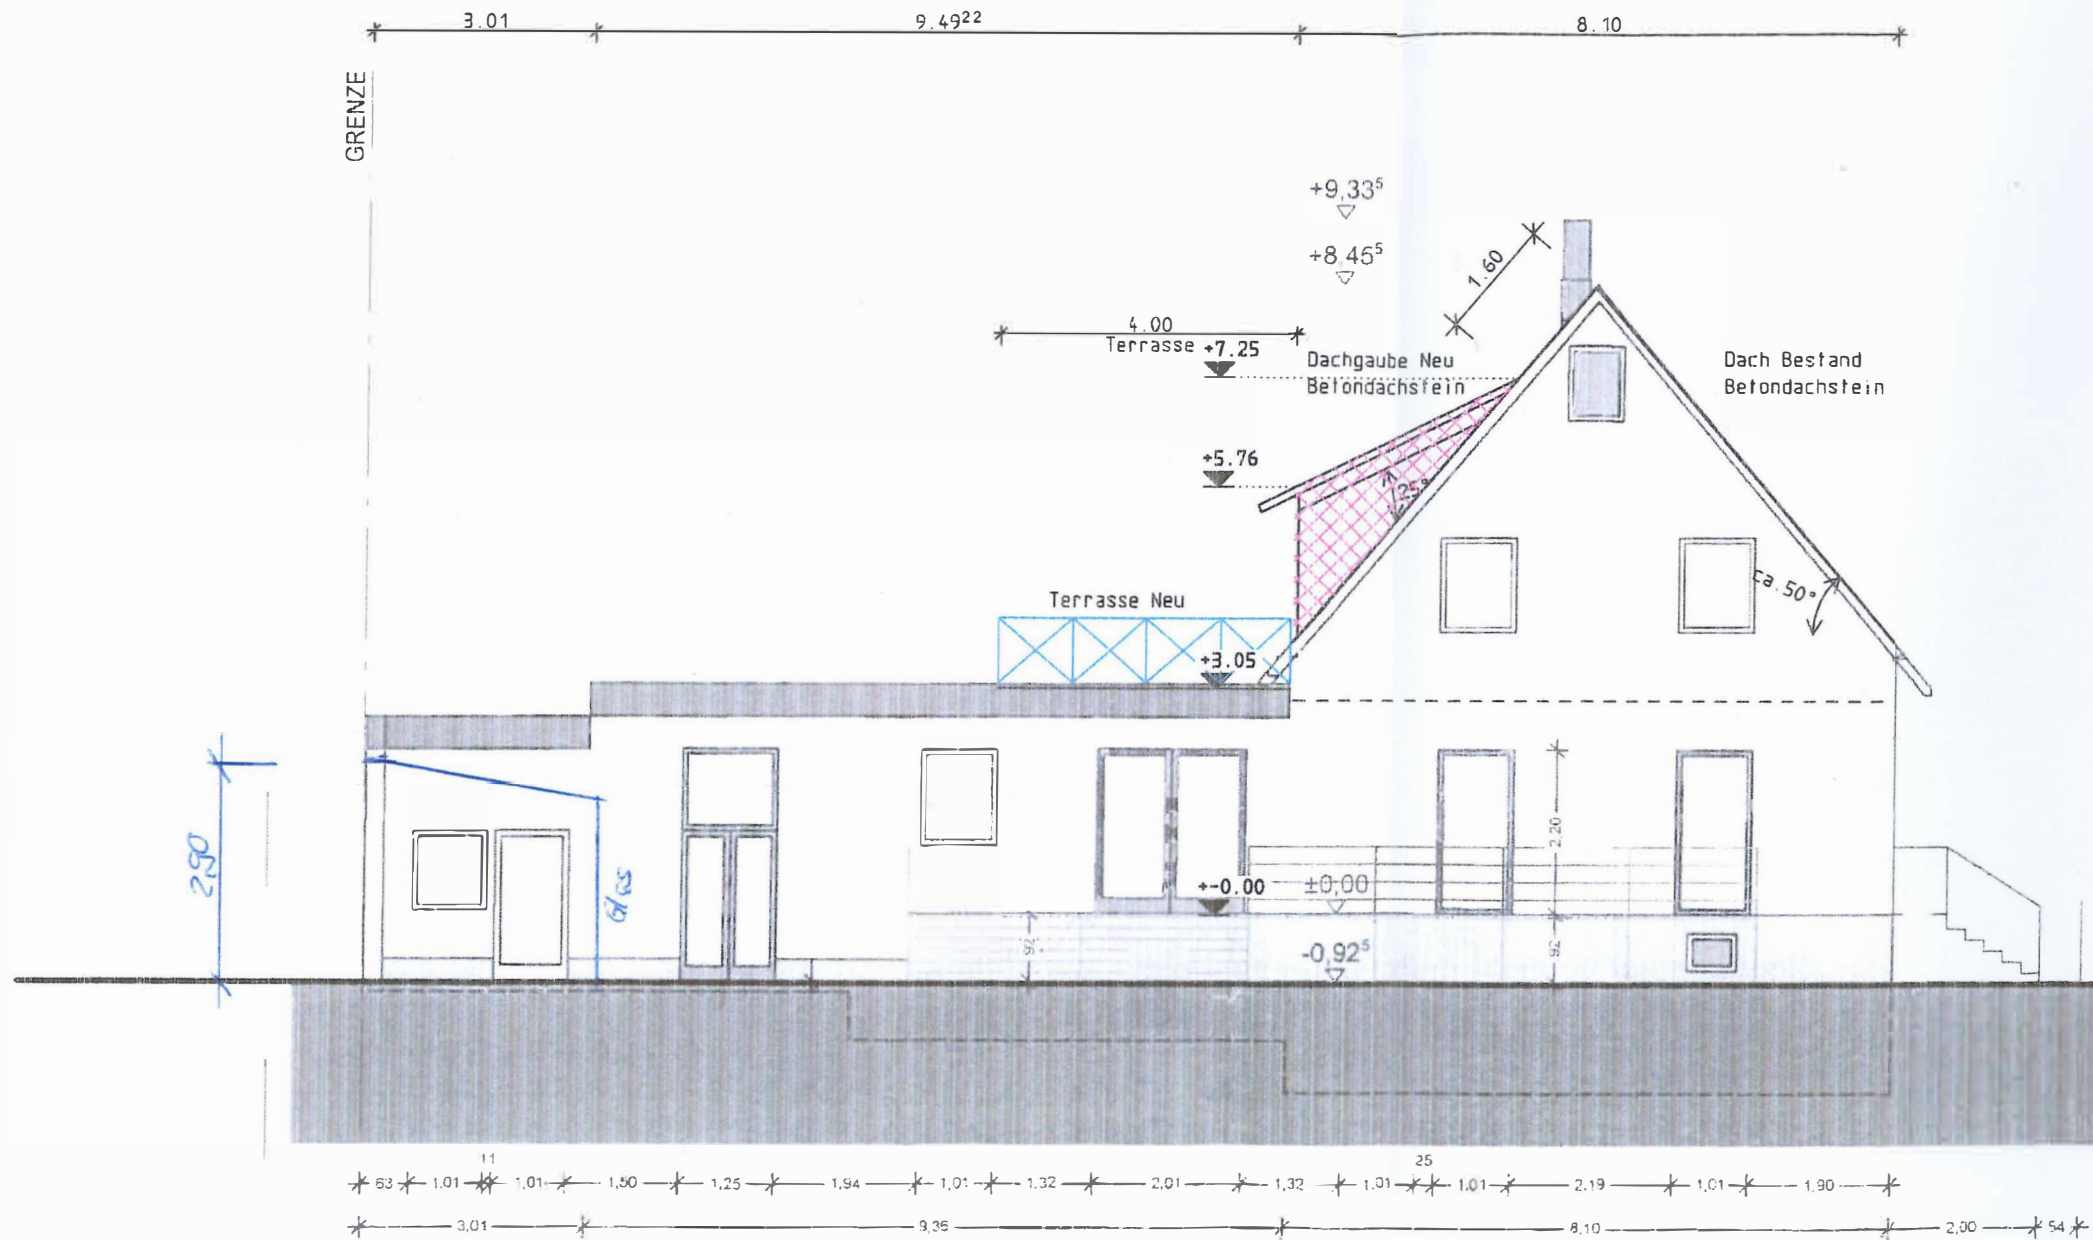 3.01 9.49²² 8.10
GRENZE
+9,33⁵
+8,46⁵
1.60
4.00
Terrasse
+7.25
Dachgaube Neu
Betondachstein
Dach Bestand
Betondachstein
+5.76
25°
ca.50°
Terrasse Neu
+3.05
2,90
Glas
2,20
+-0.00
±0,00
92
-0,92⁵
92
11 25
63 1,01 1,01 1,50 1,25 1,94 1,01 1,32 2,01 1,32 1,01 1,01 2,19 1,01 1,90
3,01 9,36 8,10 2,00 54